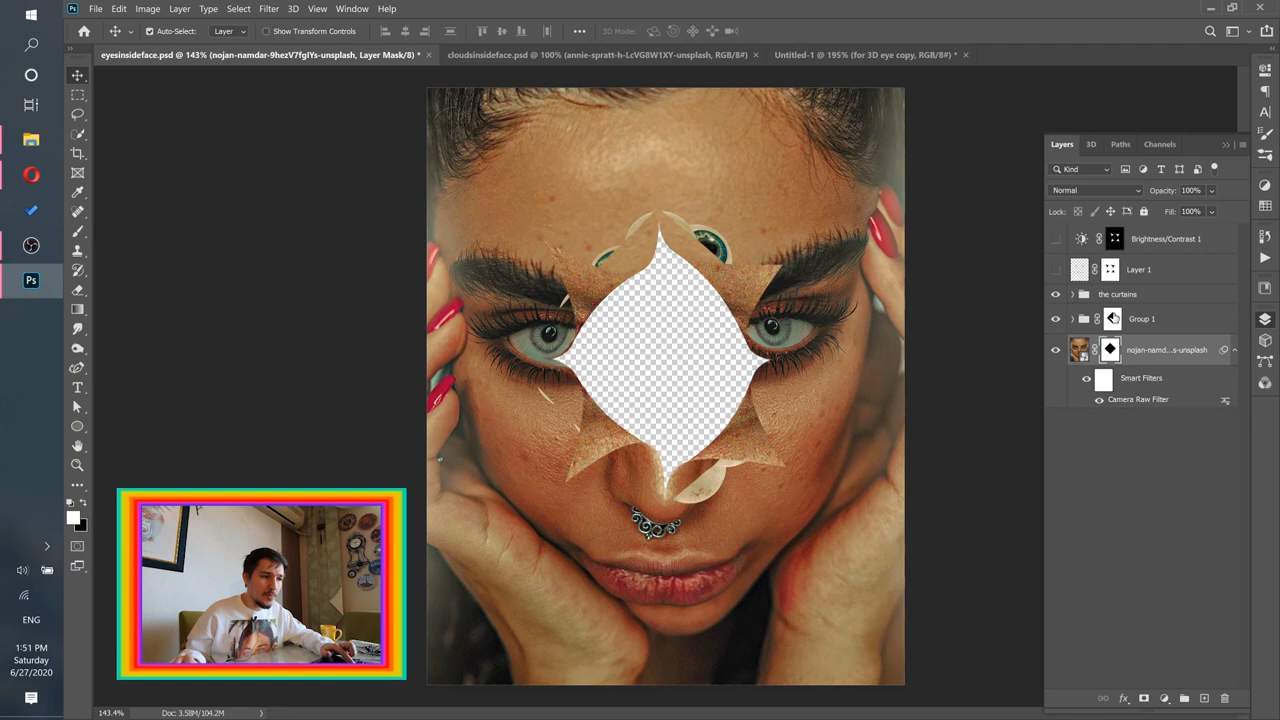 Ps File Edit Image Layer Type Select Filter 3D View Window Help
Auto-Select: Layer Show Transform Controls 3D Mode:
eyesinsideface.psd @ 143% (nojan-namdar-9hezV7fgIYs-unsplash, Layer Mask/8) * × cloudsinsideface.psd @ 100% (annie-spratt-h-LcVG8W1XY-unsplash, RGB/8#) × Untitled-1 @ 195% (for 3D eye copy, RGB/8#) * ×
Layers 3D Paths Channels
Kind
Normal Opacity: 100%
Lock: Fill: 100%
Brightness/Contrast 1
Layer 1
the curtains
Group 1
nojan-namd...s-unsplash
Smart Filters
Camera Raw Filter
Ps
ENG
1:51 PM
Saturday
6/27/2020
143.4% Doc: 3.58M/104.2M
fx